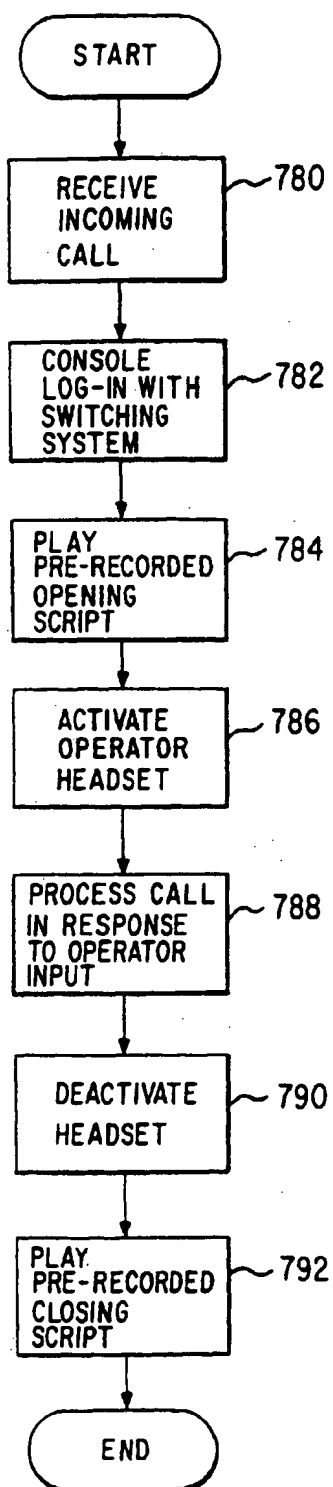 START
RECEIVE
INCOMING
CALL
780
CONSOLE
LOG-IN WITH
SWITCHING
SYSTEM
782
PLAY
PRE-RECORDED
OPENING
SCRIPT
784
ACTIVATE
OPERATOR
HEADSET
786
PROCESS CALL
IN RESPONSE
TO OPERATOR
INPUT
788
DEACTIVATE
HEADSET
790
PLAY
PRE-RECORDED
CLOSING
SCRIPT
792
END